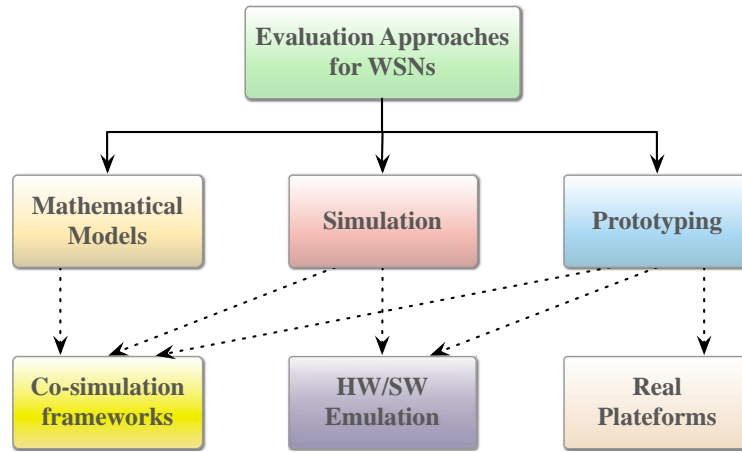 Evaluation Approaches
for WSNs
Mathematical
Models
Simulation
Prototyping
Co-simulation
frameworks
HW/SW
Emulation
Real
Plateforms